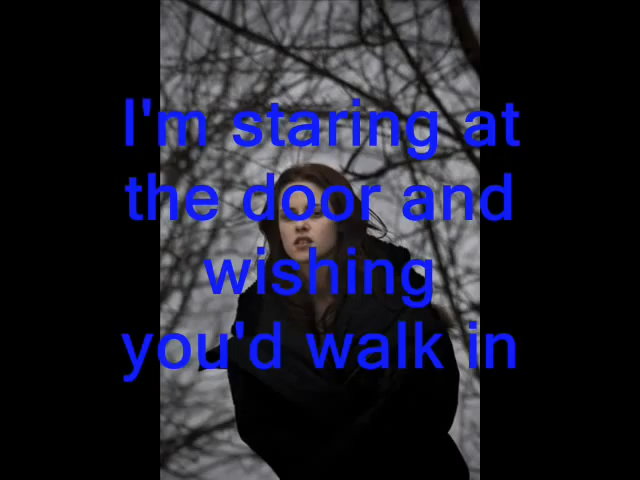 I'm staring at
the door and
wishing
you'd walk in